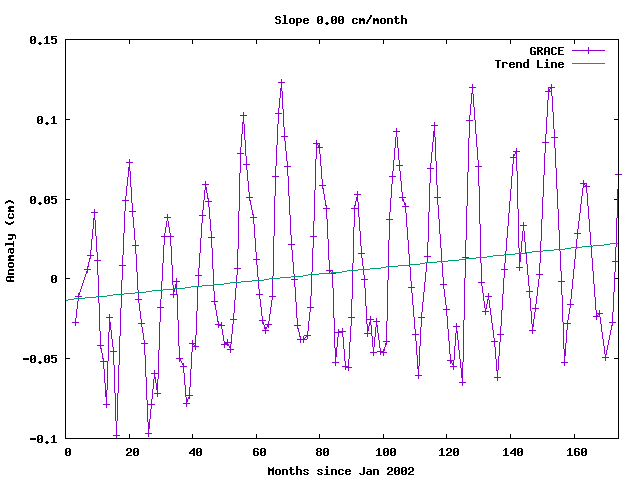 Slope 0.00 cm/month
0.15
GRACE
Trend Line
0.1
0.05
Anomaly (cm)
0
-0.05
-0.1
0 20 40 60 80 100 120 140 160
Months since Jan 2002